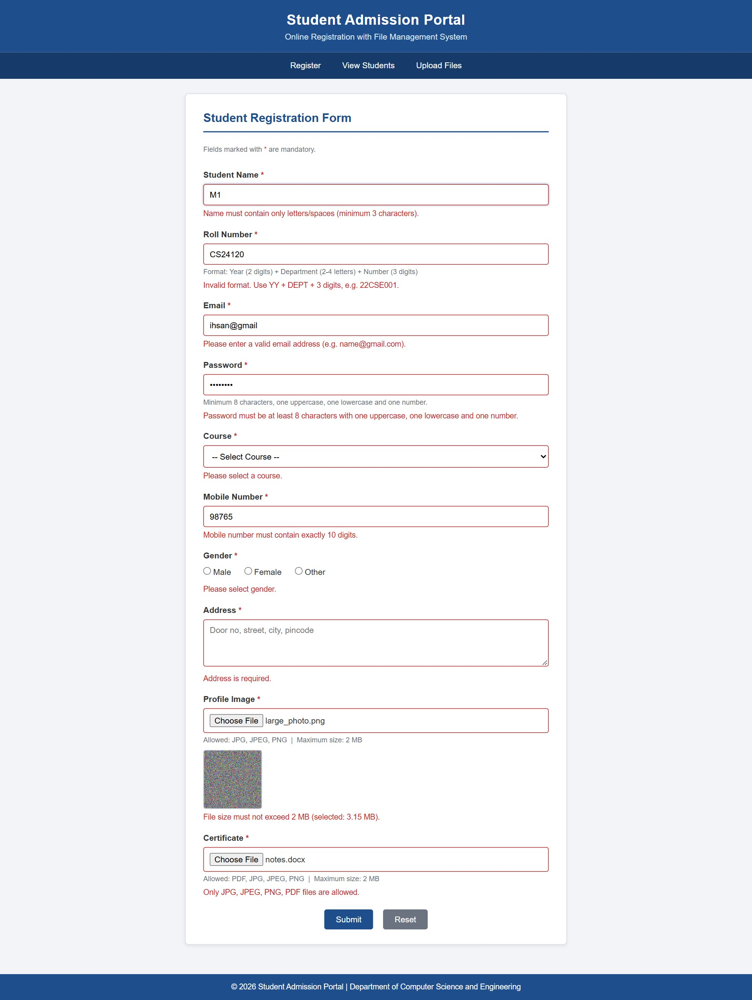 Student Admission Portal
Online Registration with File Management System
Register View Students Upload Files
Student Registration Form
Fields marked with * are mandatory.
Student Name *
M1
Name must contain only letters/spaces (minimum 3 characters).
Roll Number *
CS24120
Format: Year (2 digits) + Department (2-4 letters) + Number (3 digits)
Invalid format. Use YY + DEPT + 3 digits, e.g. 22CSE001.
Email *
ihsan@gmail
Please enter a valid email address (e.g. name@gmail.com).
Password *
••••••••
Minimum 8 characters, one uppercase, one lowercase and one number.
Password must be at least 8 characters with one uppercase, one lowercase and one number.
Course *
-- Select Course --
Please select a course.
Mobile Number *
98765
Mobile number must contain exactly 10 digits.
Gender *
Male Female Other
Please select gender.
Address *
Door no, street, city, pincode
Address is required.
Profile Image *
Choose File large_photo.png
Allowed: JPG, JPEG, PNG | Maximum size: 2 MB
File size must not exceed 2 MB (selected: 3.15 MB).
Certificate *
Choose File notes.docx
Allowed: PDF, JPG, JPEG, PNG | Maximum size: 2 MB
Only JPG, JPEG, PNG, PDF files are allowed.
Submit Reset
© 2026 Student Admission Portal | Department of Computer Science and Engineering